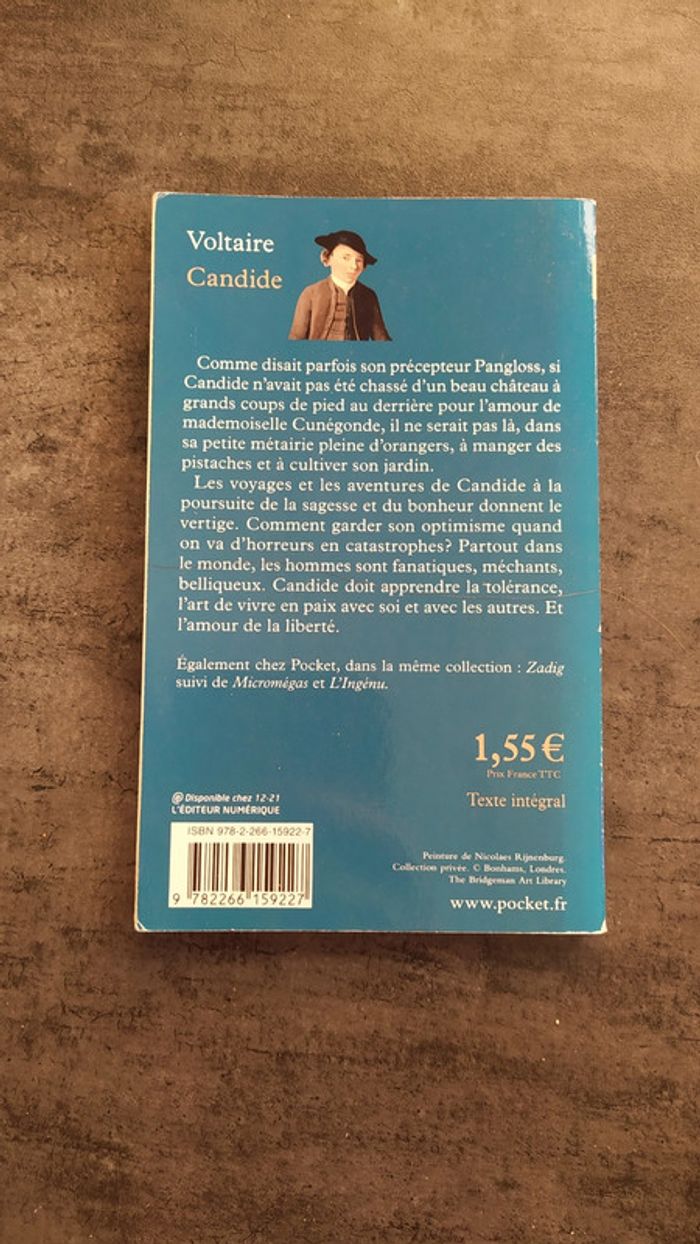 Voltaire
Candide
Comme disait parfois son précepteur Pangloss, si
Candide n'avait pas été chassé d'un beau château à
grands coups de pied au derrière pour l'amour de
mademoiselle Cunégonde, il ne serait pas là, dans
sa petite métairie pleine d'orangers, à manger des
pistaches et à cultiver son jardin.
Les voyages et les aventures de Candide à la
poursuite de la sagesse et du bonheur donnent le
vertige. Comment garder son optimisme quand
on va d'horreurs en catastrophes? Partout dans
le monde, les hommes sont fanatiques, méchants,
belliqueux. Candide doit apprendre la tolérance,
l'art de vivre en paix avec soi et avec les autres. Et
l'amour de la liberté.
Également chez Pocket, dans la même collection : Zadig
suivi de Micromégas et L'Ingénu.
1,55 €
Prix France TTC
Texte intégral
Disponible chez 12-21
L'ÉDITEUR NUMÉRIQUE
ISBN 978-2-266-15922-7
9 782266 159227
Peinture de Nicolaes Rijnenburg.
Collection privée. © Bonhams, Londres.
The Bridgeman Art Library
www.pocket.fr